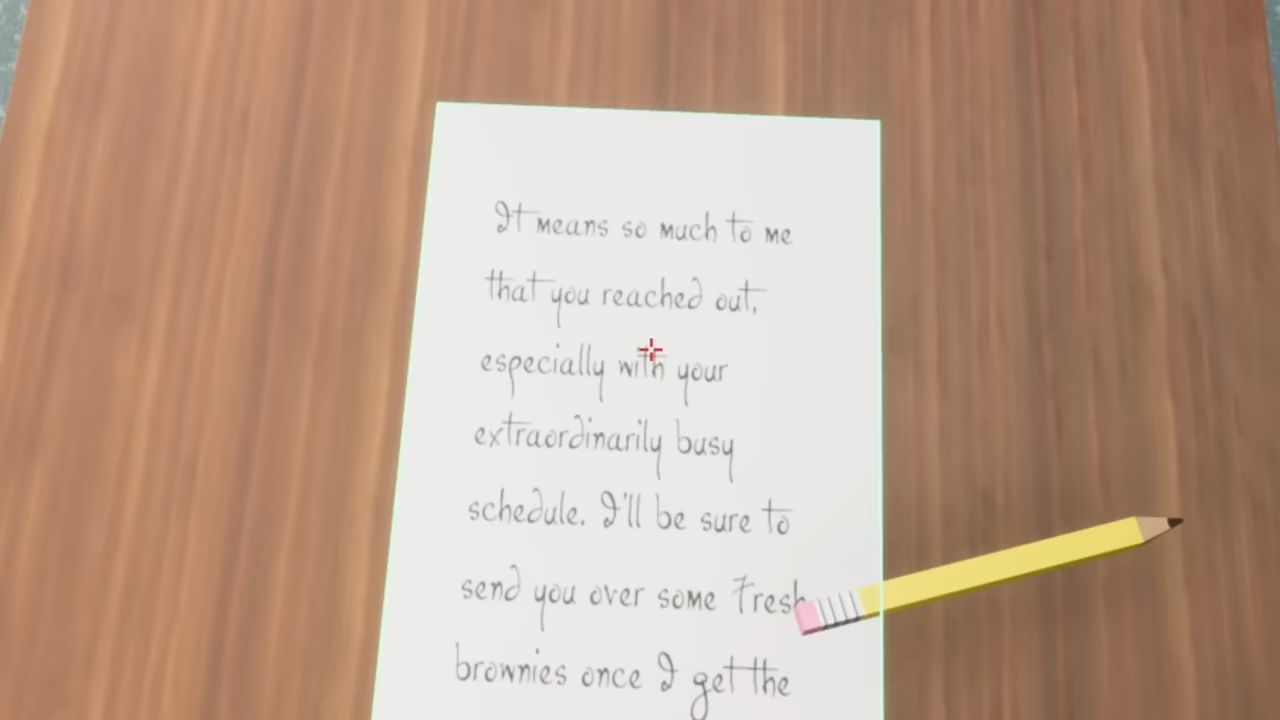 It means so much to me
that you reached out,
especially with your
extraordinarily busy
schedule. I'll be sure to
send you over some fresh
brownies once I get the